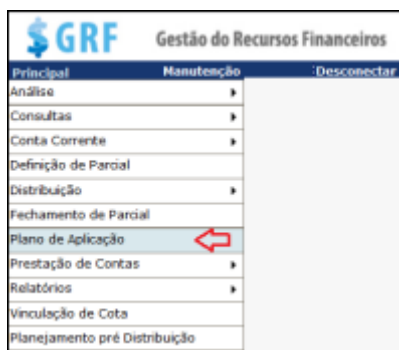 $GRF Gestão do Recursos Financeiros
Principal Manutenção :Desconectar
Análise
Consultas
Conta Corrente
Definição de Parcial
Distribuição
Fechamento de Parcial
Plano de Aplicação
Prestação de Contas
Relatórios
Vinculação de Cota
Planejamento pré Distribuição